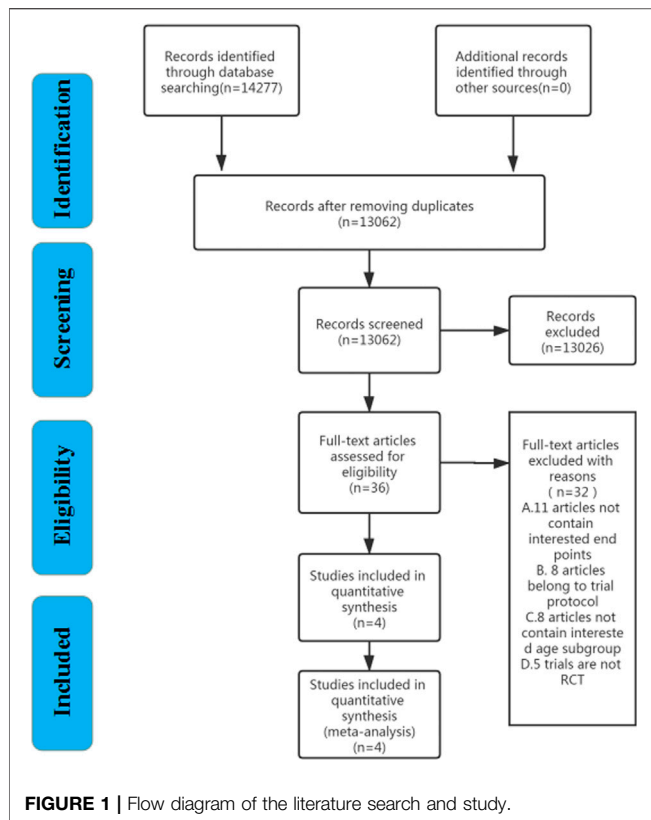 Records identified
through database
searching(n=14277)
Additional records
identified through
other sources(n=0)
Identification
Records after removing duplicates
(n=13062)
Screening
Records screened
(n=13062)
Records
excluded
(n=13026)
Eligibility
Full-text articles
assessed for
eligibility
(n=36)
Full-text articles
excluded with
reasons
( n=32 )
A.11 articles not
contain
interested end
points
B. 8 articles
belong to trial
protocol
C.8 articles not
contain intereste
d age subgroup
D.5 trials are not
RCT
Studies included in
quantitative
synthesis
(n=4)
Included
Studies included in
quantitative
synthesis
(meta-analysis)
(n=4)
FIGURE 1 | Flow diagram of the literature search and study.